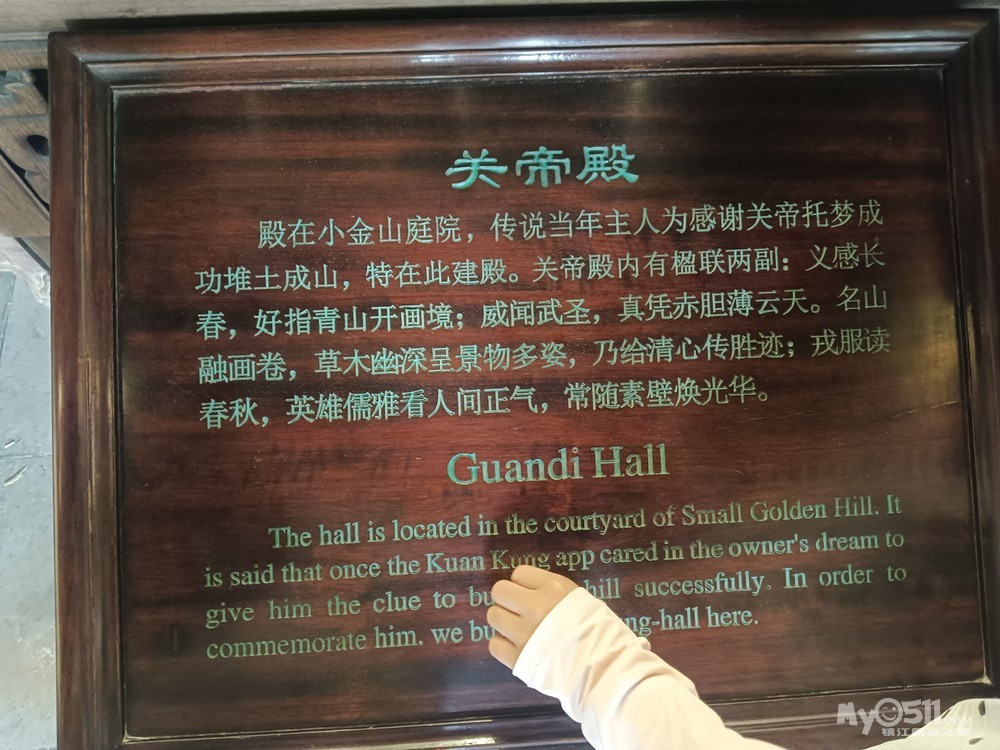 关帝殿
殿在小金山庭院，传说当年主人为感谢关帝托梦成
功堆土成山，特在此建殿。关帝殿内有楹联两副：义感长
春，好指青山开画境；威闻武圣，真凭赤胆薄云天。名山
融画卷，草木幽深呈景物多姿，乃给清心传胜迹；戎服读
春秋，英雄儒雅看人间正气，常随素壁焕光华。
Guandi Hall
The hall is located in the courtyard of Small Golden Hill. It
is said that once the Kuan Kung app cared in the owner's dream to
give him the clue to hill successfully. In order to
commemorate him. we here.
My0511.COM